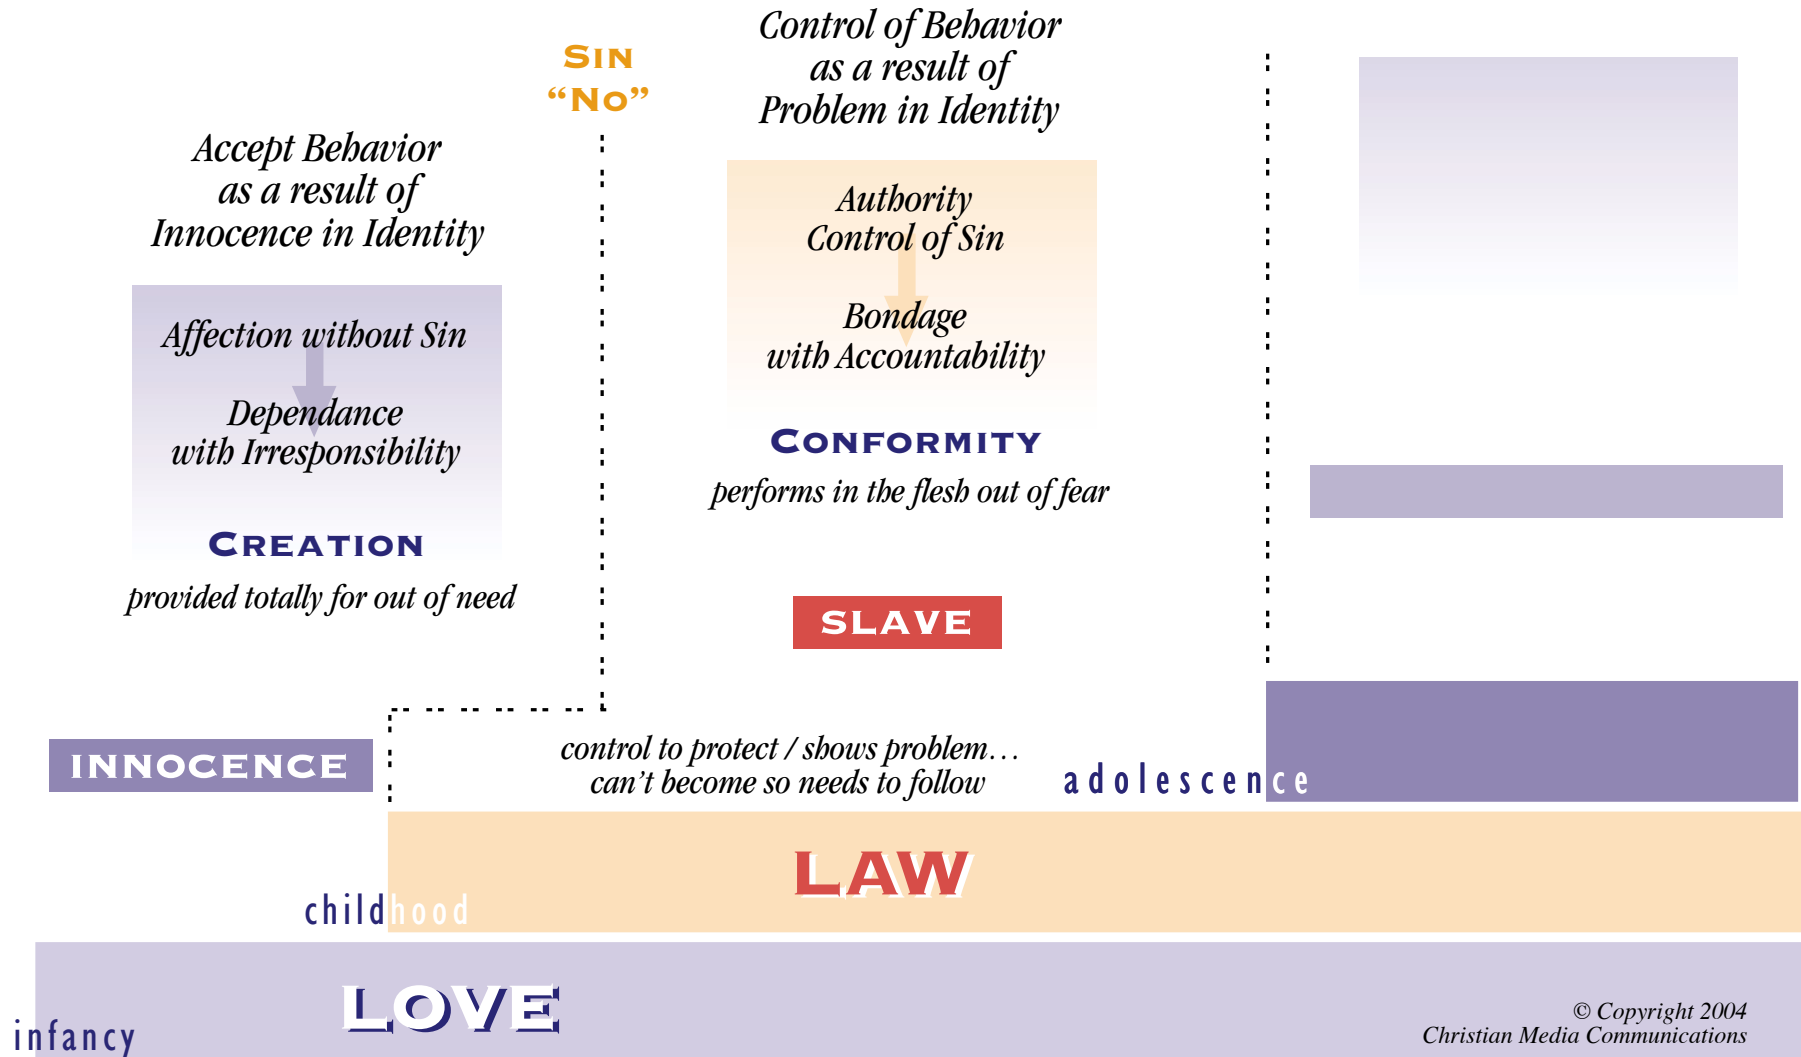 Accept Behavior
as a result of
Innocence in Identity
Affection without Sin
Dependance
with Irresponsibility
CREATION
provided totally for out of need
INNOCENCE
SIN
“NO”
Control of Behavior
as a result of
Problem in Identity
Authority
Control of Sin
Bondage
with Accountability
CONFORMITY
performs in the flesh out of fear
SLAVE
control to protect / shows problem…
can’t become so needs to follow
adolescence
LAW
childhood
LOVE
infancy
© Copyright 2004
Christian Media Communications